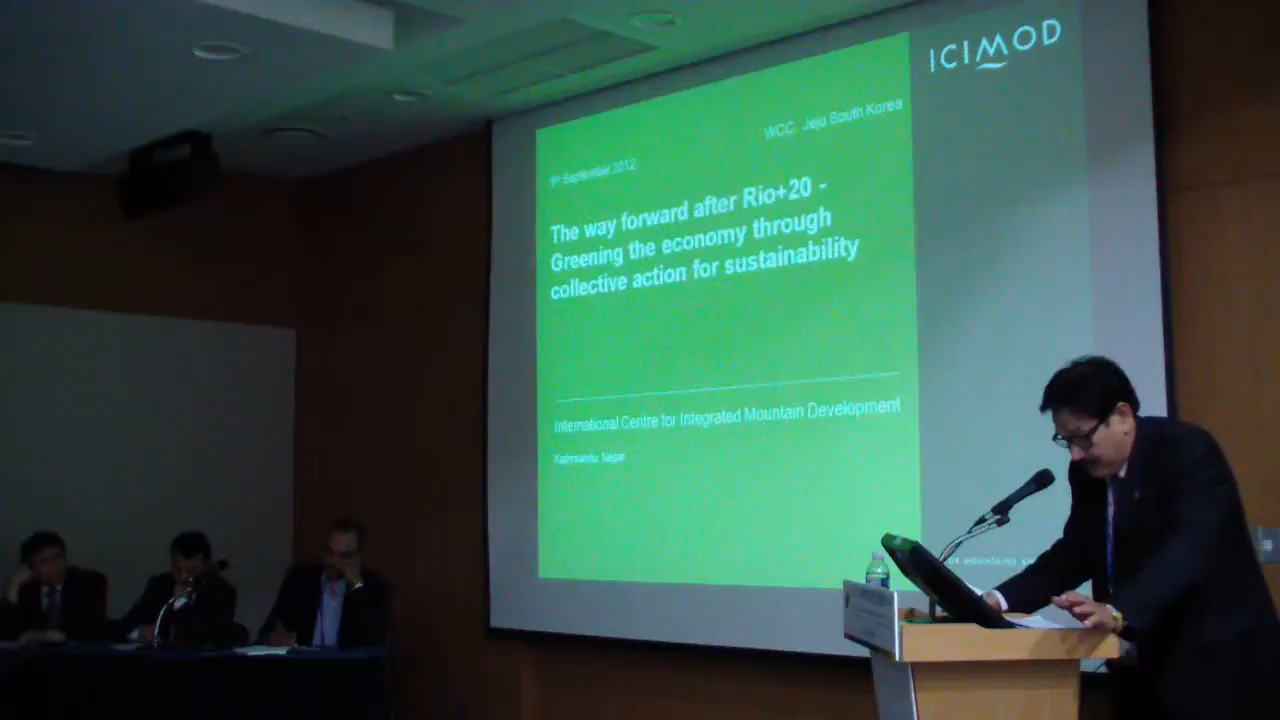 ICIMOD
WCC, Jeju South Korea
9th September 2012
The way forward after Rio+20 -
Greening the economy through
collective action for sustainability
International Centre for Integrated Mountain Development
Kathmandu, Nepal
MOUNTAINS